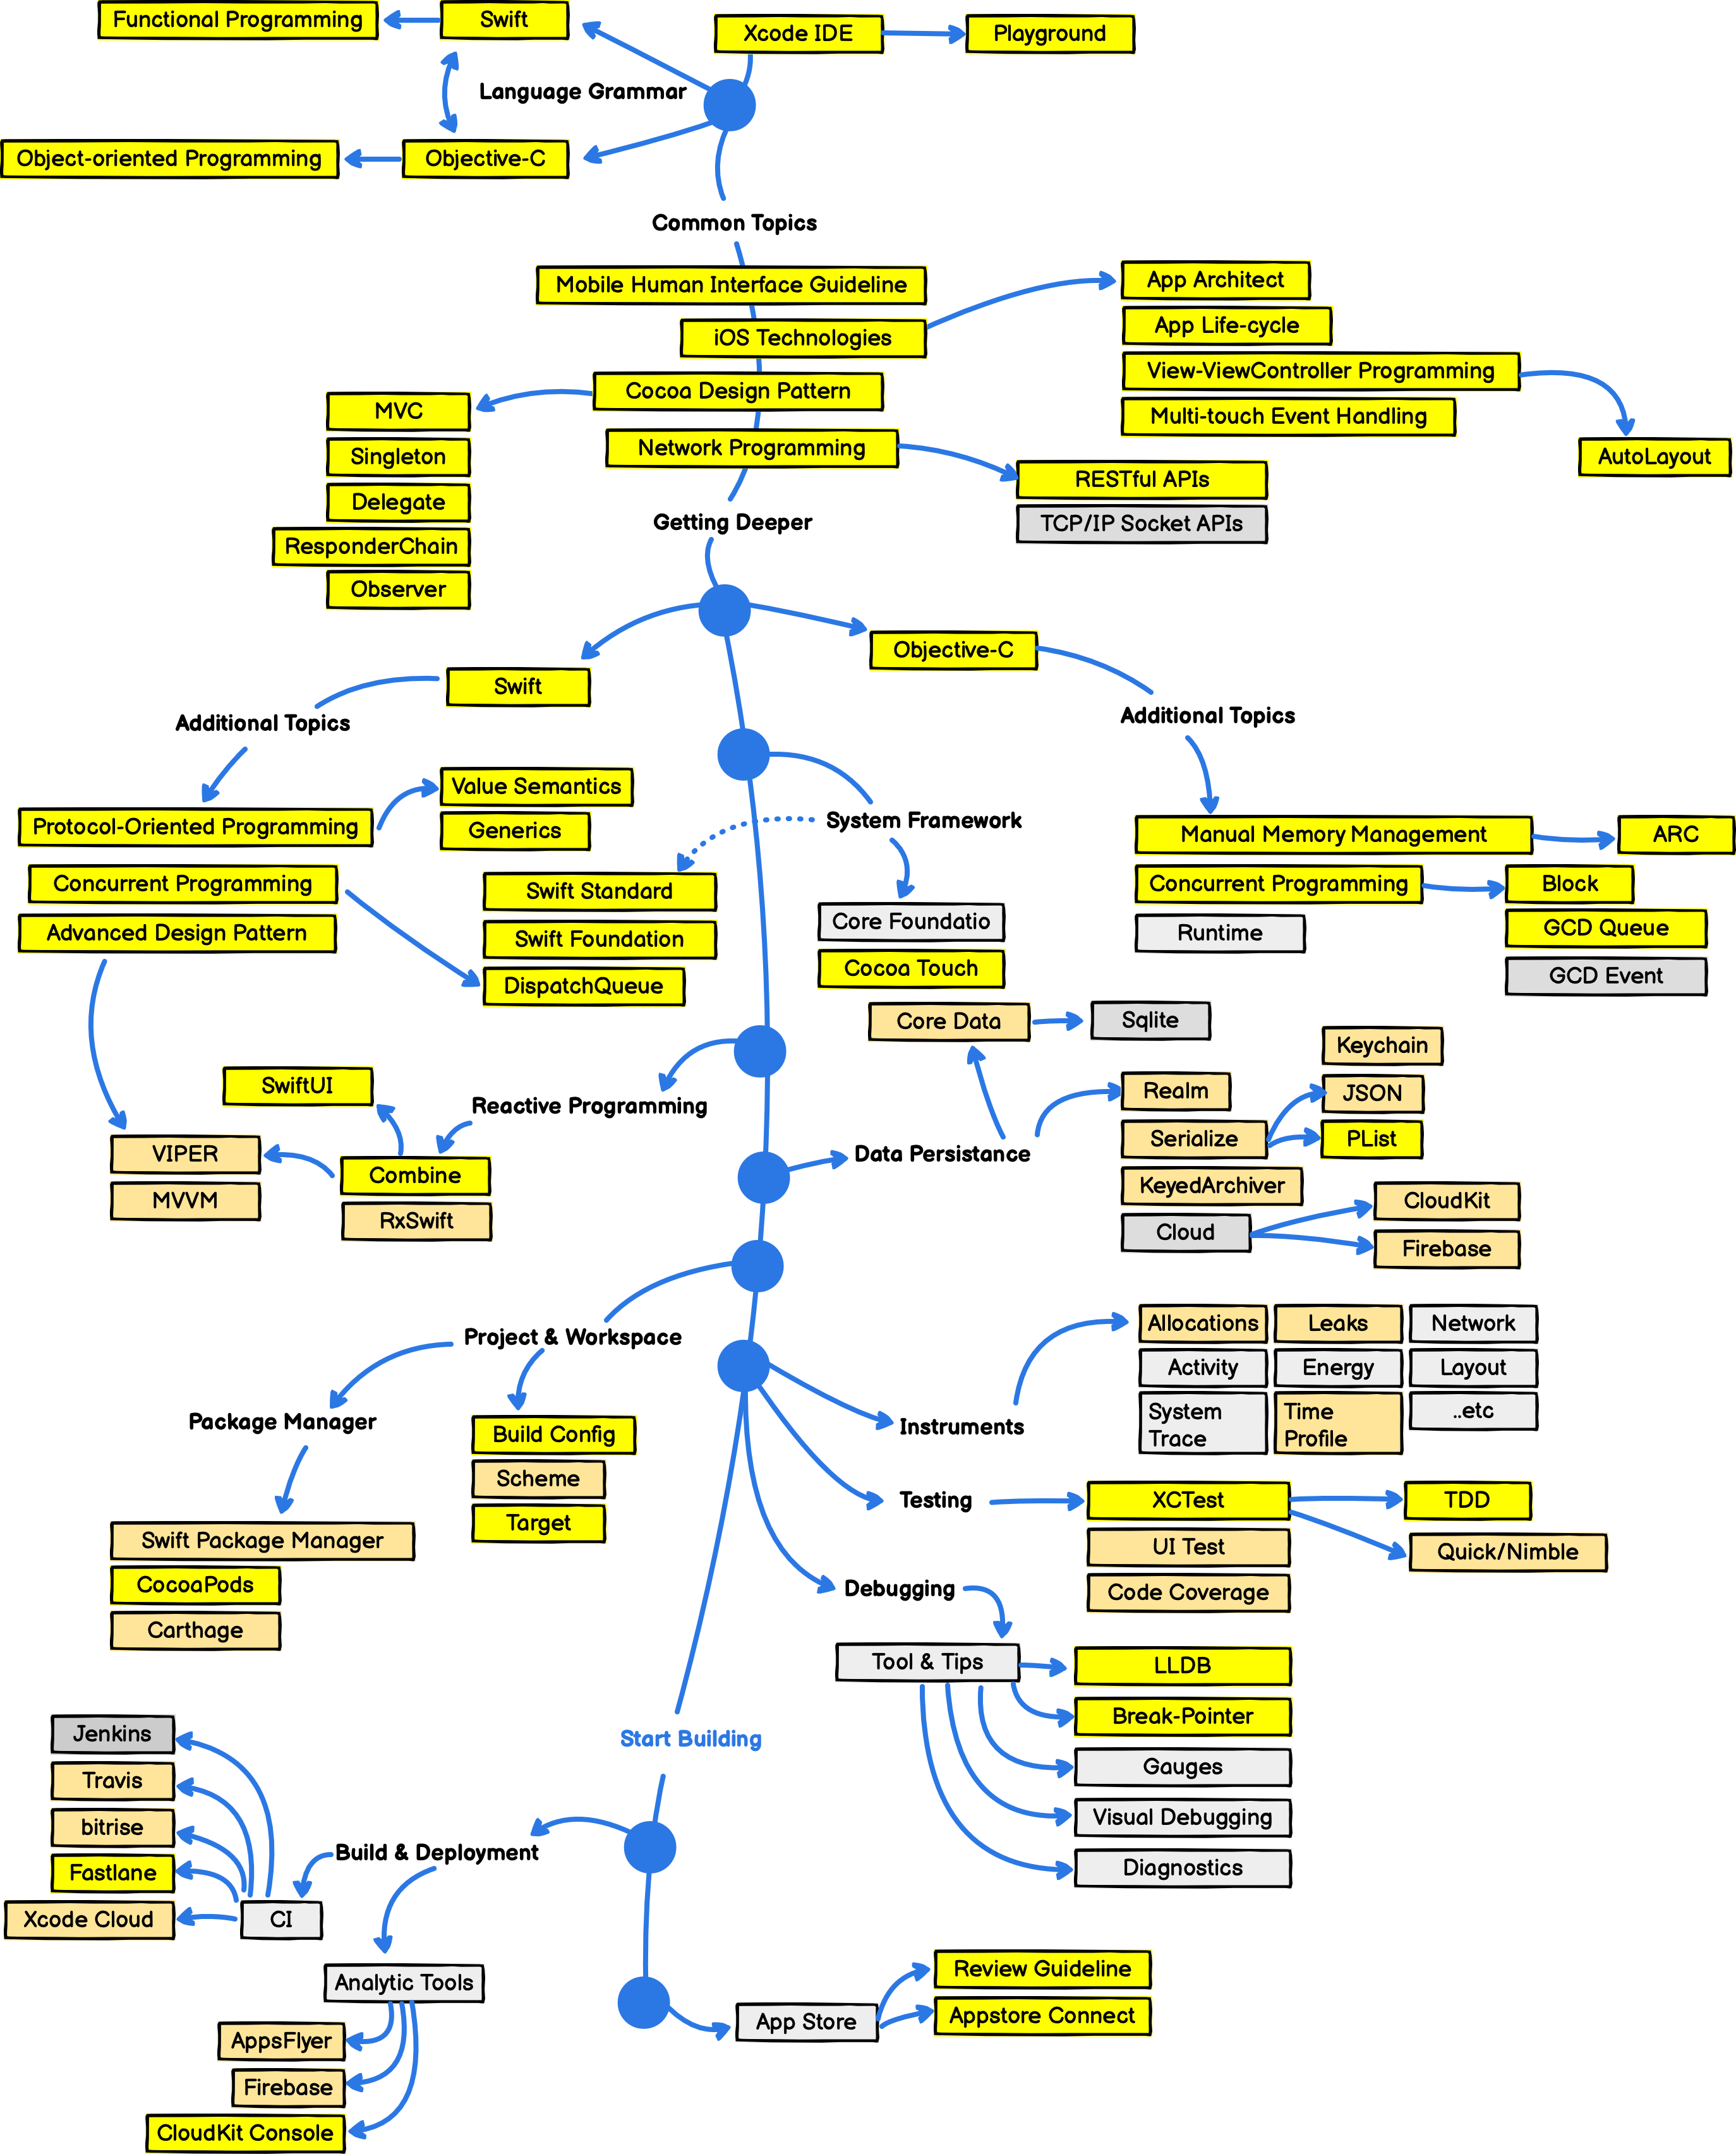 Functional Programming
Swift
Xcode IDE
Playground
Language Grammar
Object-oriented Programming
Objective-C
Common Topics
Mobile Human Interface Guideline
iOS Technologies
Cocoa Design Pattern
Network Programming
App Architect
App Life-cycle
View-ViewController Programming
Multi-touch Event Handling
AutoLayout
MVC
Singleton
Delegate
ResponderChain
Observer
RESTful APIs
TCP/IP Socket APIs
Getting Deeper
Swift
Objective-C
Additional Topics
Additional Topics
Protocol-Oriented Programming
Concurrent Programming
Advanced Design Pattern
Value Semantics
Generics
System Framework
Swift Standard
Swift Foundation
DispatchQueue
Core Foundatio
Cocoa Touch
Manual Memory Management
ARC
Concurrent Programming
Block
Runtime
GCD Queue
GCD Event
Core Data
Sqlite
Keychain
Realm
JSON
Serialize
PList
Data Persistance
KeyedArchiver
Cloud
CloudKit
Firebase
SwiftUI
Reactive Programming
VIPER
MVVM
Combine
RxSwift
Project & Workspace
Package Manager
Build Config
Scheme
Target
Swift Package Manager
CocoaPods
Carthage
Instruments
Allocations
Leaks
Network
Activity
Energy
Layout
System
Trace
Time
Profile
..etc
Testing
XCTest
TDD
UI Test
Quick/Nimble
Code Coverage
Debugging
Tool & Tips
LLDB
Break-Pointer
Gauges
Visual Debugging
Diagnostics
Start Building
Jenkins
Travis
bitrise
Fastlane
Xcode Cloud
Build & Deployment
CI
Analytic Tools
AppsFlyer
Firebase
CloudKit Console
App Store
Review Guideline
Appstore Connect